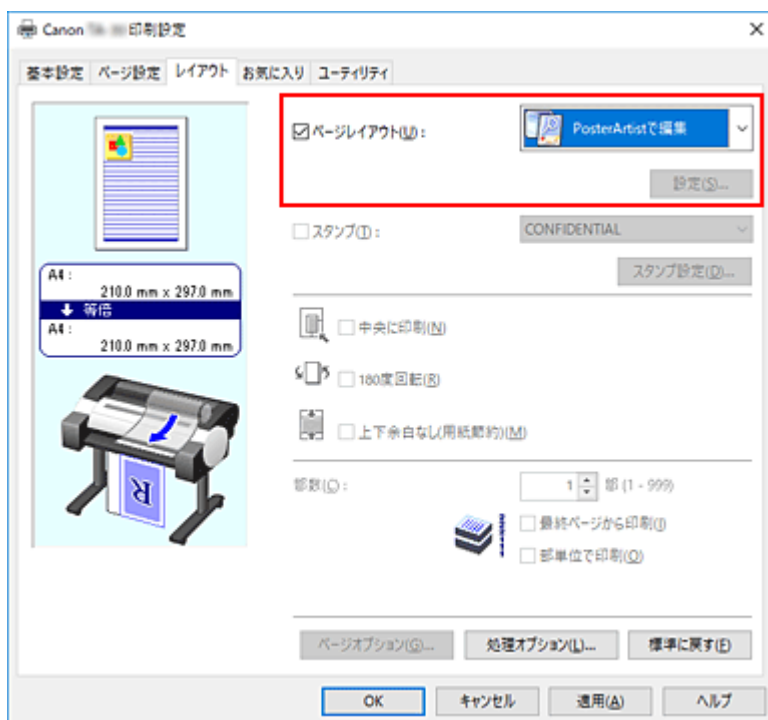 Canon 印刷設定
基本設定 ページ設定 レイアウト お気に入り ユーティリティ
ページレイアウト(U): PosterArtistで編集
設定(S)...
スタンプ(T): CONFIDENTIAL
スタンプ設定(D)...
A4 :
210.0 mm x 297.0 mm
等倍
A4 :
210.0 mm x 297.0 mm
中央に印刷(N)
180度回転(R)
上下余白なし(用紙節約)(M)
R
部数(C): 1 部 (1 - 999)
最終ページから印刷(J)
部単位で印刷(O)
ページオプション(G)... 処理オプション(L)... 標準に戻す(F)
OK キャンセル 適用(A) ヘルプ